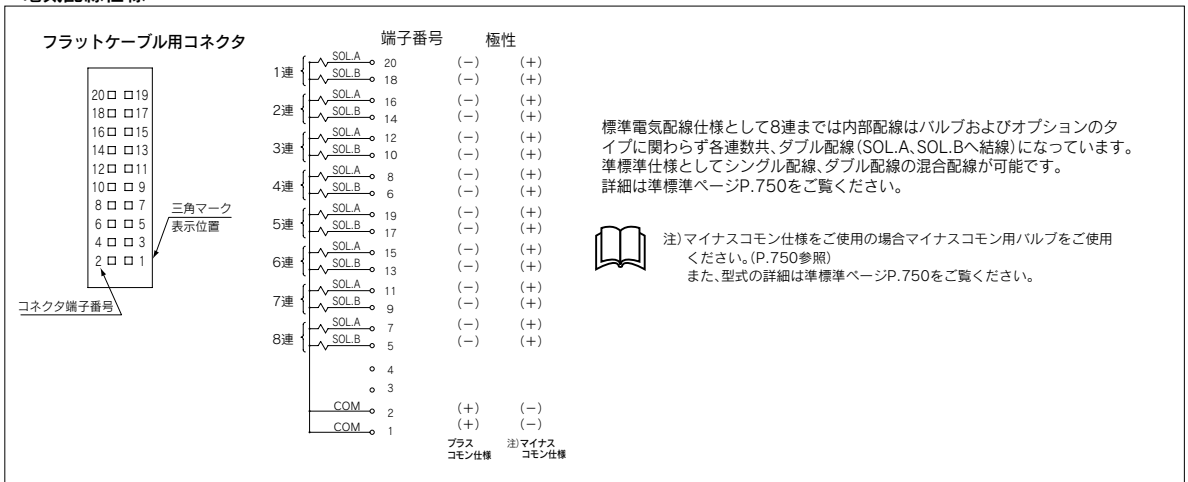 フラットケーブル用コネクタ
20 19
18 17
16 15
14 13
12 11
10 9
8 7
6 5
4 3
2 1
三角マーク
表示位置
コネクタ端子番号
端子番号 極性
1連 SOL.A 20 (−) (+)
SOL.B 18 (−) (+)
2連 SOL.A 16 (−) (+)
SOL.B 14 (−) (+)
3連 SOL.A 12 (−) (+)
SOL.B 10 (−) (+)
4連 SOL.A 8 (−) (+)
SOL.B 6 (−) (+)
5連 SOL.A 19 (−) (+)
SOL.B 17 (−) (+)
6連 SOL.A 15 (−) (+)
SOL.B 13 (−) (+)
7連 SOL.A 11 (−) (+)
SOL.B 9 (−) (+)
8連 SOL.A 7 (−) (+)
SOL.B 5 (−) (+)
4
3
COM 2 (+) (−)
COM 1 (+) (−)
プラス 注)マイナス
コモン仕様 コモン仕様
標準電気配線仕様として8連までは内部配線はバルブおよびオプションのタ
イプに関わらず各連数共、ダブル配線(SOL.A、SOL.Bへ結線)になっています。
準標準仕様としてシングル配線、ダブル配線の混合配線が可能です。
詳細は準標準ページP.750をご覧ください。
注)マイナスコモン仕様をご使用の場合マイナスコモン用バルブをご使用
ください。(P.750参照)
また、型式の詳細は準標準ページP.750をご覧ください。